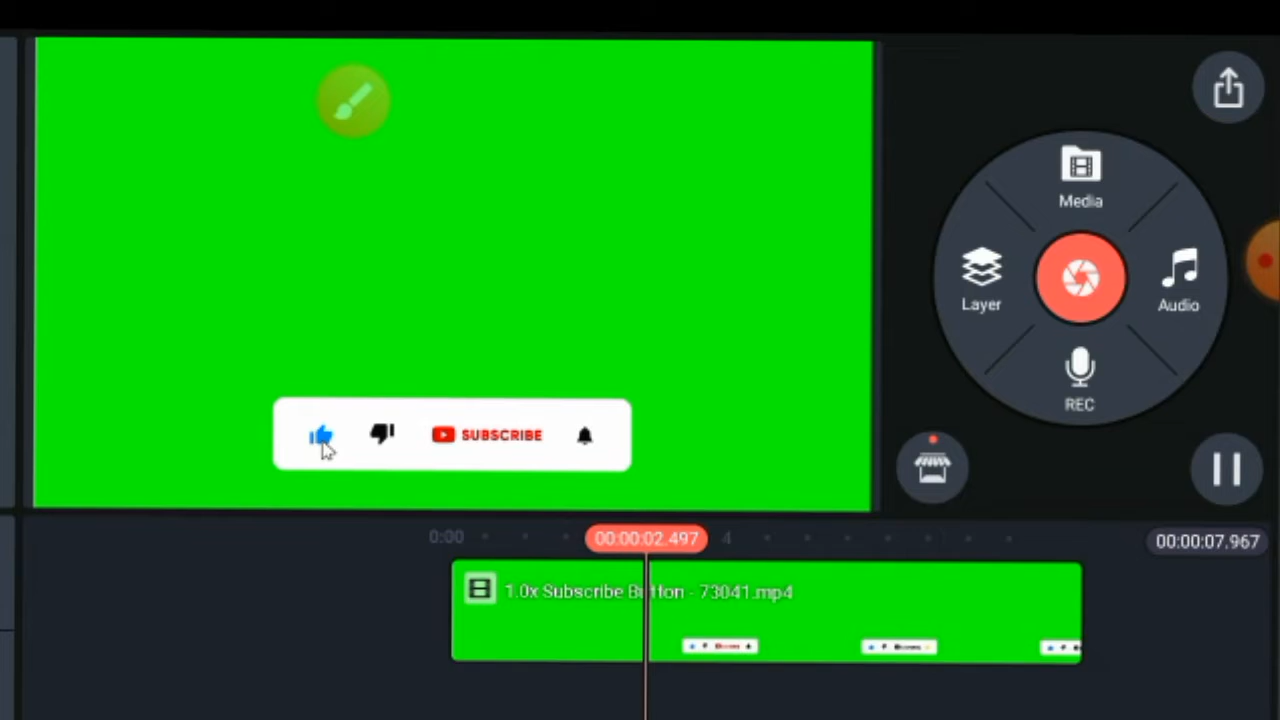 Media
Layer
Audio
REC
SUBSCRIBE
0:00
00:00:02.497
4
00:00:07.967
1.0x Subscribe Button - 73041.mp4